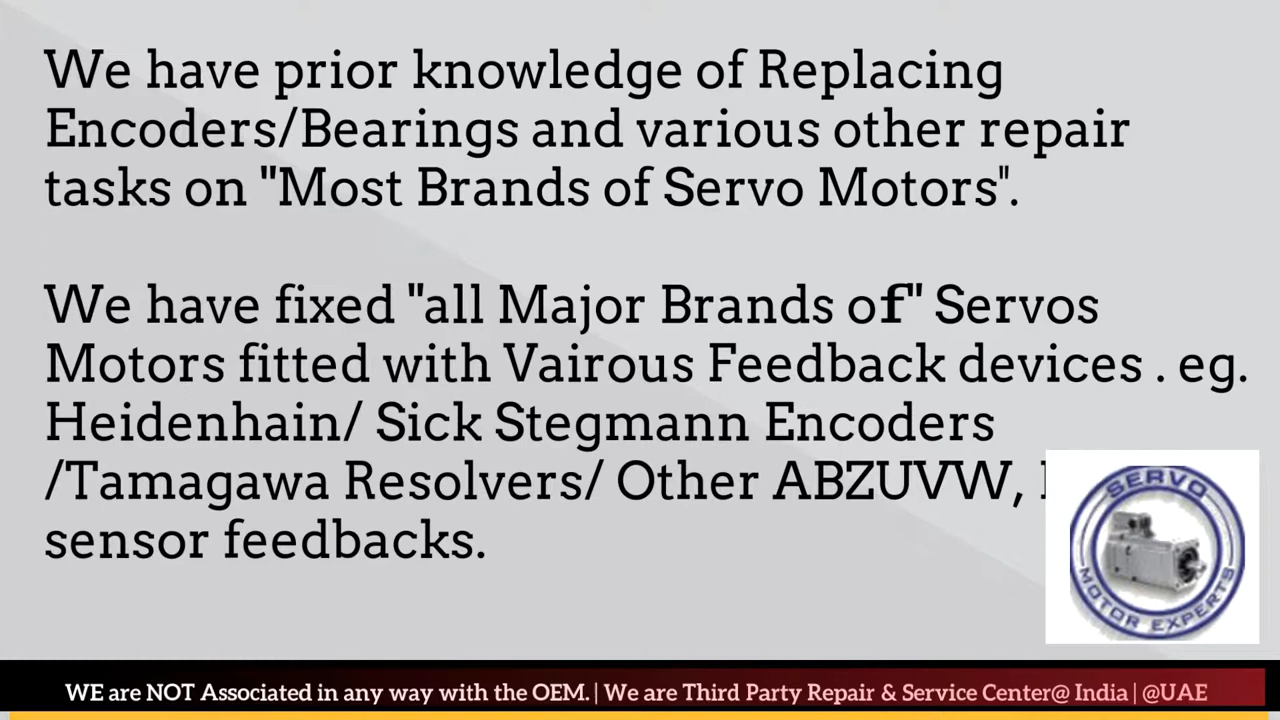 We have prior knowledge of Replacing
Encoders/Bearings and various other repair
tasks on "Most Brands of Servo Motors".
We have fixed "all Major Brands of" Servos
Motors fitted with Vairous Feedback devices . eg.
Heidenhain/ Sick Stegmann Encoders
/Tamagawa Resolvers/ Other ABZUVW,
sensor feedbacks.
SERVO
MOTOR EXPERTS
WE are NOT Associated in any way with the OEM. | We are Third Party Repair & Service Center@ India | @UAE